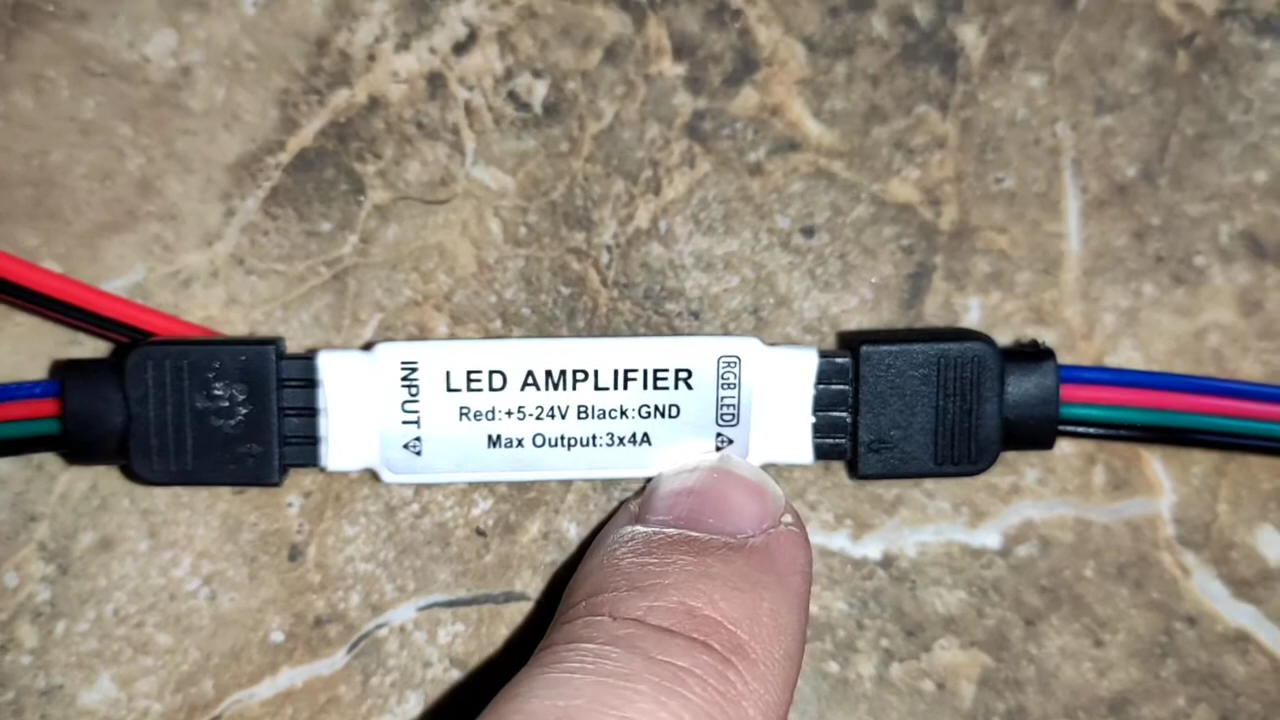 INPUT
LED AMPLIFIER
Red:+5-24V Black:GND
Max Output:3x4A
RGB LED